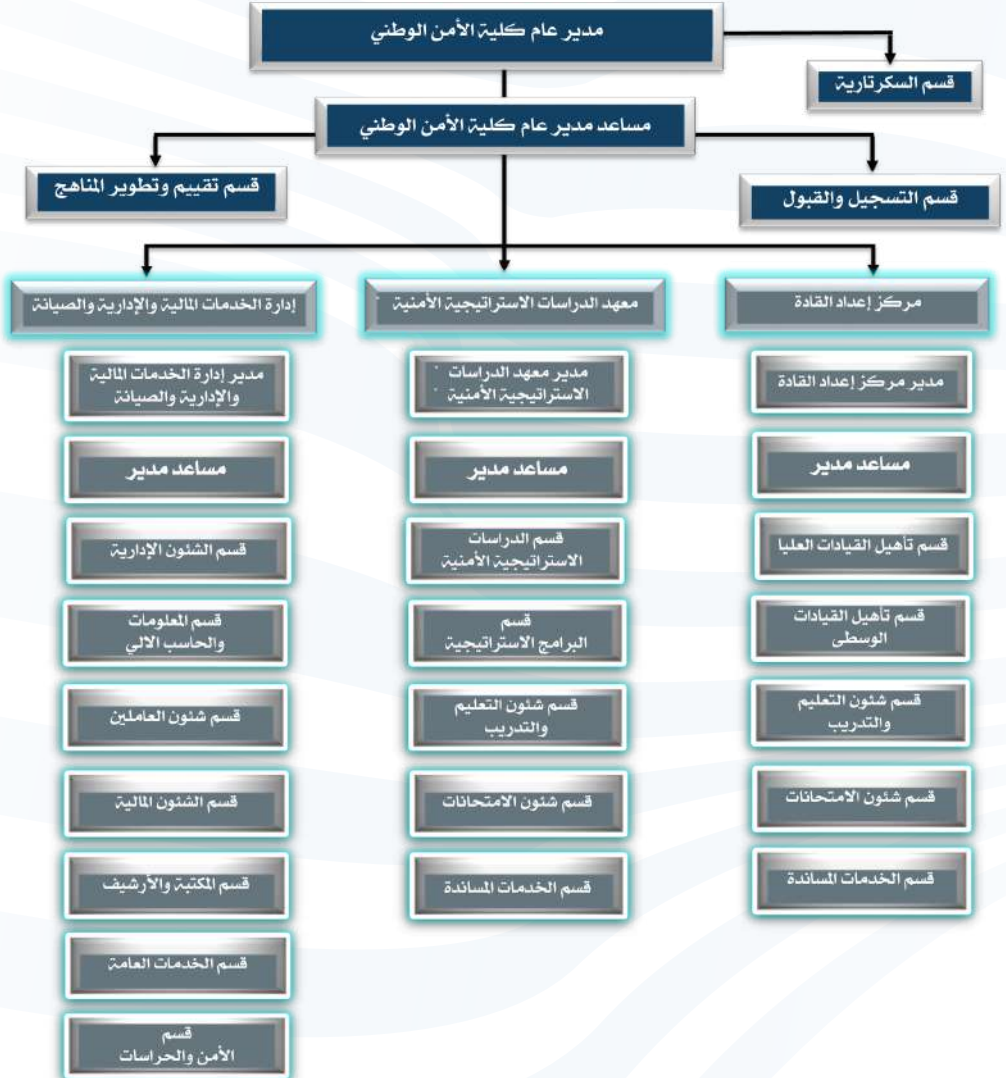 مدير عام كلية الأمن الوطني
قسم السكرتارية
مساعد مدير عام كلية الأمن الوطني
قسم التسجيل والقبول
قسم تقييم وتطوير المناهج
مركز إعداد القادة
مدير مركز إعداد القادة
مساعد مدير
قسم تأهيل القيادات العليا
قسم تأهيل القيادات
الوسطى
قسم شئون التعليم
والتدريب
قسم شئون الامتحانات
قسم الخدمات المساندة
معهد الدراسات الاستراتيجية الأمنية
مدير معهد الدراسات
الاستراتيجية الأمنية
مساعد مدير
قسم الدراسات
الاستراتيجية الأمنية
قسم
البرامج الاستراتيجية
قسم شئون التعليم
والتدريب
قسم شئون الامتحانات
قسم الخدمات المساندة
إدارة الخدمات المالية والإدارية والصيانة
مدير إدارة الخدمات المالية
والإدارية والصيانة
مساعد مدير
قسم الشئون الإدارية
قسم المعلومات
والحاسب الالي
قسم شئون العاملين
قسم الشئون المالية
قسم المكتبة والأرشيف
قسم الخدمات العامة
قسم
الأمن والحراسات